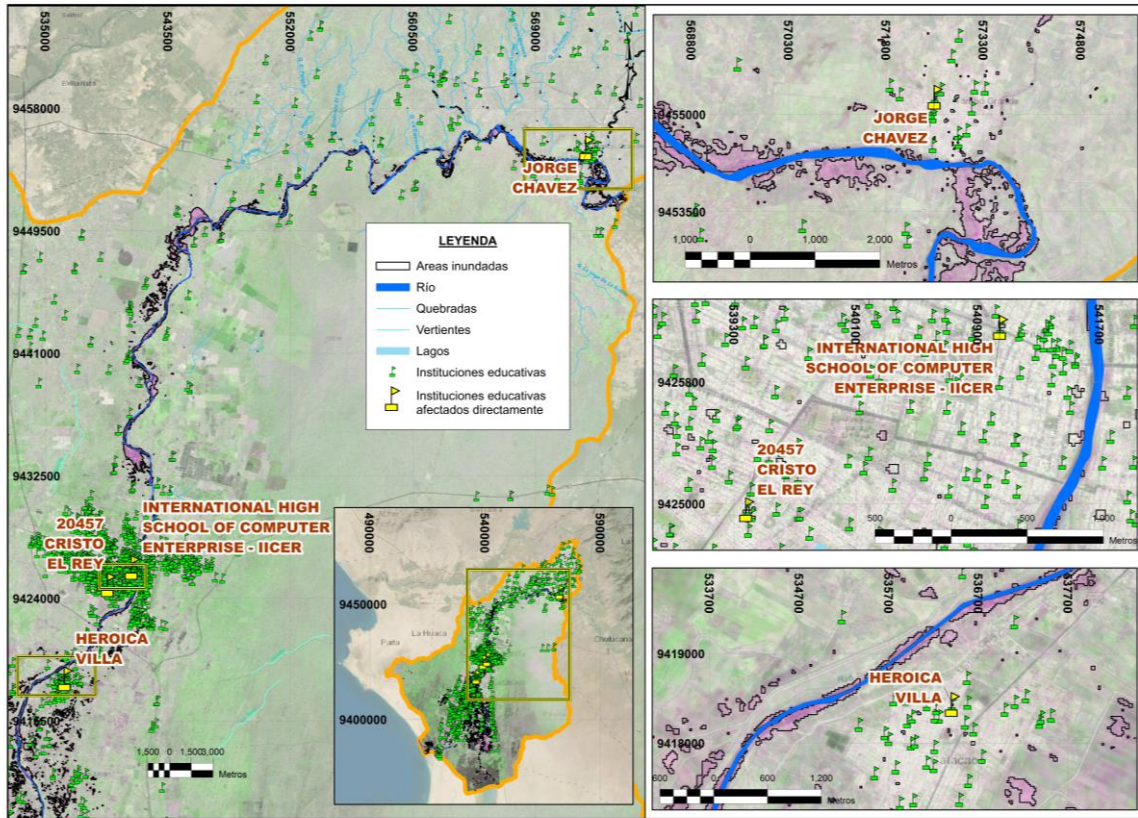 535000
543500
552000
560500
569000
N
9458000
9449500
9441000
9432500
9424000
9415500
JORGE
CHAVEZ
LEYENDA
Areas inundadas
Río
Quebradas
Vertientes
Lagos
Instituciones educativas
Instituciones educativas
afectados directamente
INTERNATIONAL HIGH
SCHOOL OF COMPUTER
ENTERPRISE - IICER
20457
CRISTO
EL REY
HEROICA
VILLA
1,500 0 1,500 3,000
Metros
490000
540000
590000
9450000
9400000
Paita
La Huaca
568800
570300
571800
573300
574800
9455000
9453500
JORGE
CHAVEZ
1,000 0 1,000 2,000
Metros
539300
540100
540900
541700
9425800
9425000
INTERNATIONAL HIGH
SCHOOL OF COMPUTER
ENTERPRISE - IICER
20457
CRISTO
EL REY
500 0 500 1,000
Metros
533700
534700
535700
536700
537700
9419000
9418000
HEROICA
VILLA
600 0 600 1,200
Metros